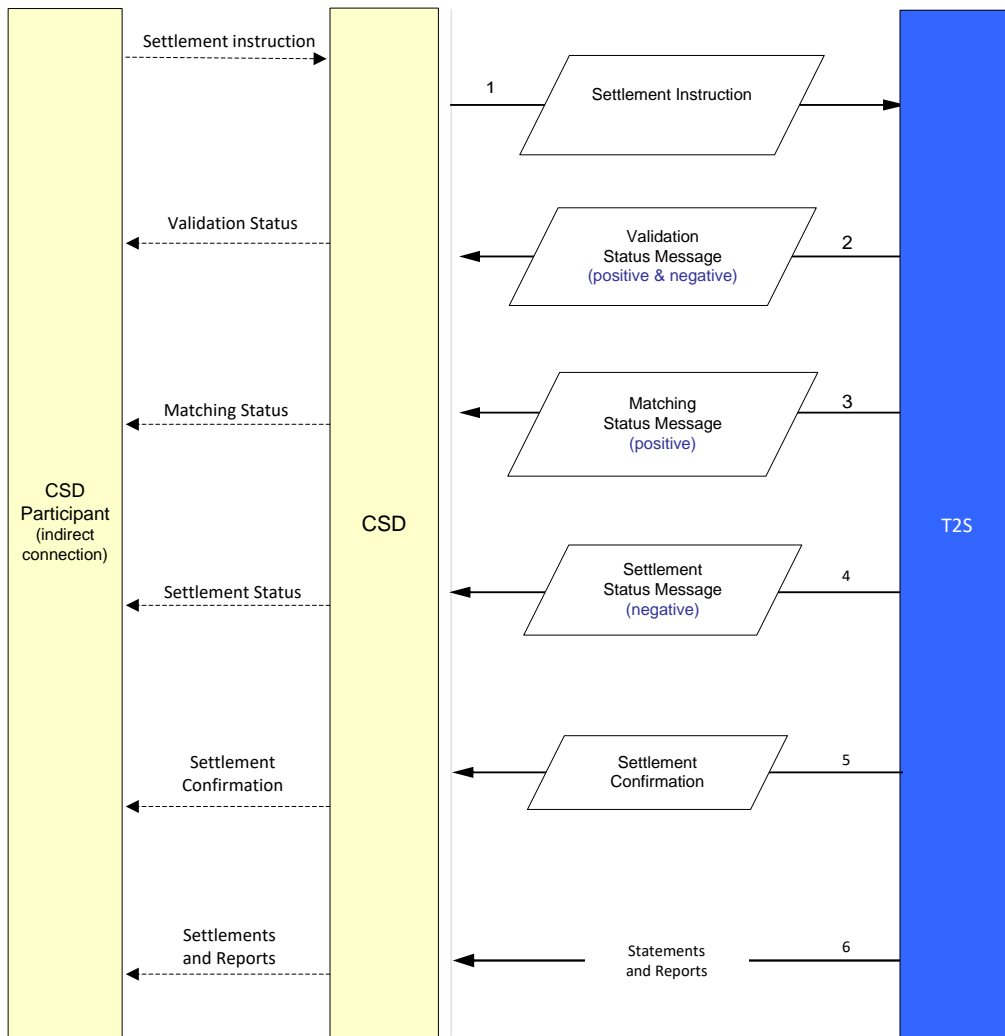 Settlement instruction
1
Settlement Instruction
Validation Status
Validation
Status Message
(positive & negative)
2
Matching Status
Matching
Status Message
(positive)
3
CSD
Participant
(indirect
connection)
CSD
T2S
Settlement Status
Settlement
Status Message
(negative)
4
Settlement
Confirmation
Settlement
Confirmation
5
Settlements
and Reports
Statements
and Reports
6